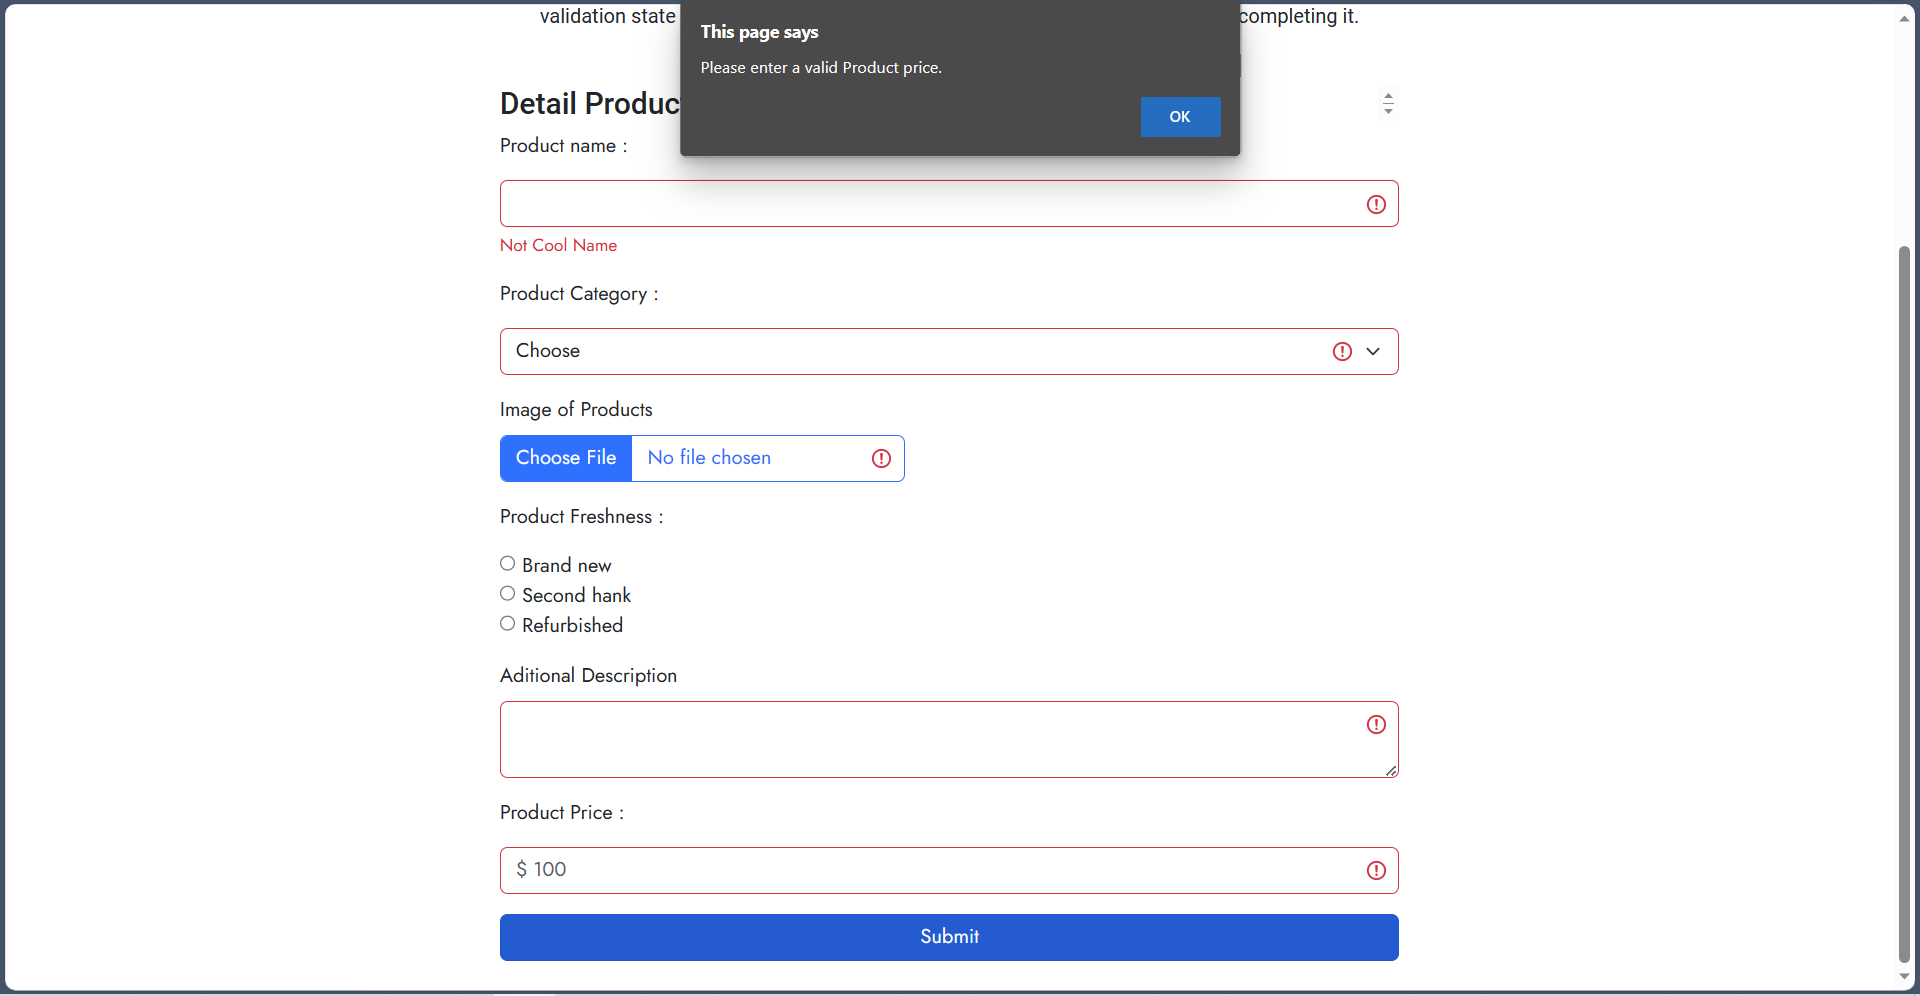 validation state
completing it.
This page says
Please enter a valid Product price.
OK
Detail Produc
Product name :
Not Cool Name
Product Category :
Choose
Image of Products
Choose File
No file chosen
Product Freshness :
Brand new
Second hank
Refurbished
Aditional Description
Product Price :
$ 100
Submit